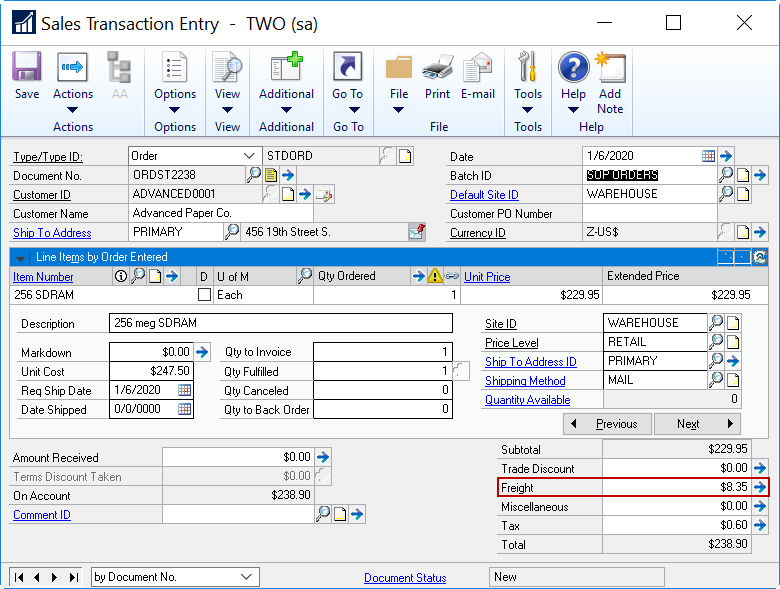 Sales Transaction Entry - TWO (sa)
Save Actions AA Options View Additional Go To File Print E-mail Tools Help Add Note
Actions Options View Additional Go To File Tools Help
Type/Type ID: Order STDORD Date 1/6/2020
Document No. ORDST2238 Batch ID SOP ORDERS
Customer ID ADVANCED0001 Default Site ID WAREHOUSE
Customer Name Advanced Paper Co. Customer PO Number
Ship To Address PRIMARY 456 19th Street S. Currency ID Z-US$
Line Items by Order Entered
Item Number D U of M Qty Ordered Unit Price Extended Price
256 SDRAM Each 1 $229.95 $229.95
Description 256 meg SDRAM Site ID WAREHOUSE
Price Level RETAIL
Markdown $0.00 Qty to Invoice 1 Ship To Address ID PRIMARY
Unit Cost $247.50 Qty Fulfilled 1 Shipping Method MAIL
Req Ship Date 1/6/2020 Qty Canceled 0 Quantity Available 0
Date Shipped 0/0/0000 Qty to Back Order 0
Previous Next
Amount Received $0.00 Subtotal $229.95
Terms Discount Taken $0.00 Trade Discount $0.00
On Account $238.90 Freight $8.35
Comment ID Miscellaneous $0.00
Tax $0.60
Total $238.90
by Document No. Document Status New